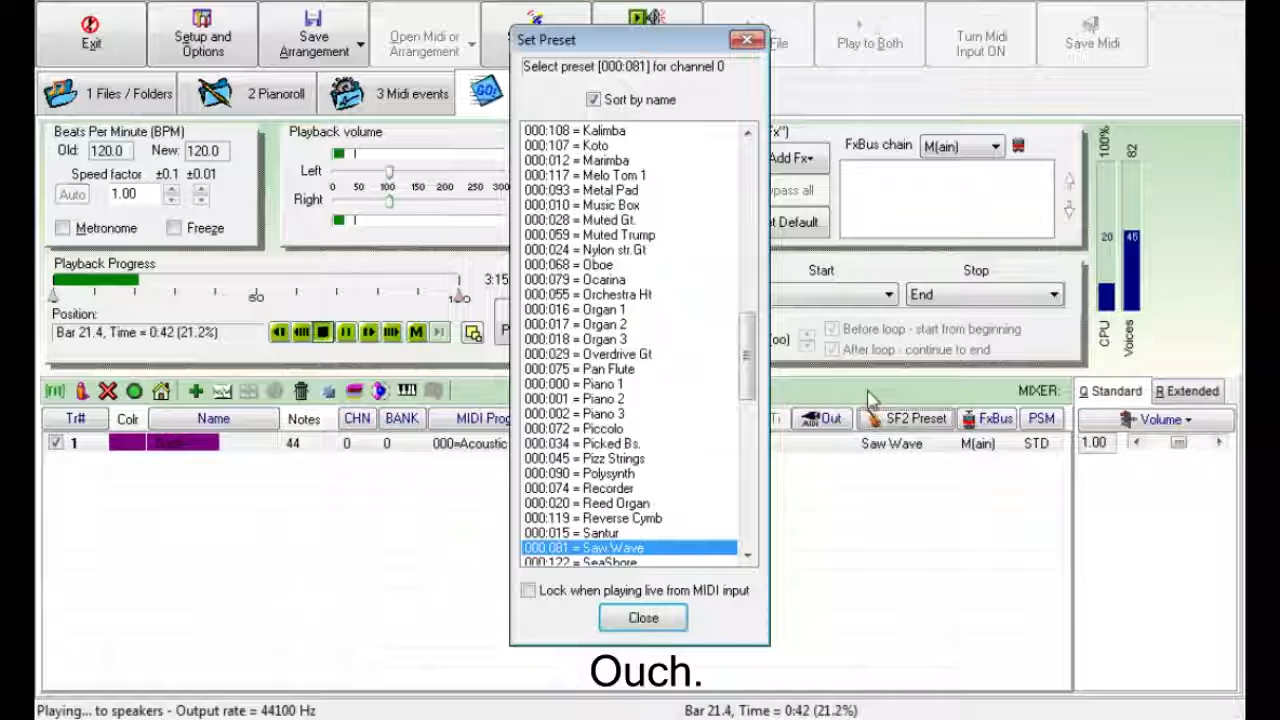 Exit
Setup and Options
Save Arrangement
Open Midi or Arrangement
File
Play to Both
Turn Midi Input ON
Save Midi
1 Files / Folders
2 Pianoroll
3 Midi events
GO!
Set Preset
Select preset [000:081] for channel 0
Sort by name
000:108 = Kalimba
000:107 = Koto
000:012 = Marimba
000:117 = Melo Tom 1
000:093 = Metal Pad
000:010 = Music Box
000:028 = Muted Gt.
000:059 = Muted Trump
000:024 = Nylon str.Gt
000:068 = Oboe
000:079 = Ocarina
000:055 = Orchestra Ht
000:016 = Organ 1
000:017 = Organ 2
000:018 = Organ 3
000:029 = Overdrive Gt
000:075 = Pan Flute
000:000 = Piano 1
000:001 = Piano 2
000:002 = Piano 3
000:072 = Piccolo
000:034 = Picked Bs.
000:045 = Pizz Strings
000:090 = Polysynth
000:074 = Recorder
000:020 = Reed Organ
000:119 = Reverse Cymb
000:015 = Santur
000:081 = Saw Wave
000:122 = SeaShore
Lock when playing live from MIDI input
Close
Beats Per Minute (BPM)
Old: 120.0 New: 120.0
Speed factor ±0.1 ±0.01
Auto 1.00
Metronome Freeze
Playback volume
Left
0 50 100 150 200 250 300
Right
Fx")
Add Fx
pass all
t Default
FxBus chain M(ain)
100% 82
20 46
CPU Voices
Playback Progress
50 100
3:15
Position:
Bar 21.4, Time = 0:42 (21.2%)
M
P
Start Stop
End
oo)
Before loop - start from beginning
After loop - continue to end
MIXER: Q Standard R Extended
Tr# Colr Name Notes CHN BANK MIDI Prog Out SF2 Preset FxBus PSM Volume
1 44 0 0 000=Acoustic Saw Wave M(ain) STD 1.00
Ouch.
Playing... to speakers - Output rate = 44100 Hz
Bar 21.4, Time = 0:42 (21.2%)